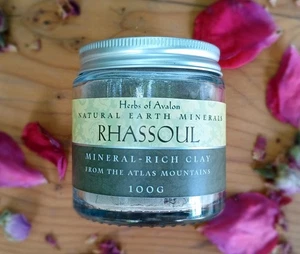 Herbs of Avalon
NATURAL EARTH MINERALS
RHASSOUL
MINERAL-RICH CLAY
FROM THE ATLAS MOUNTAINS
100G